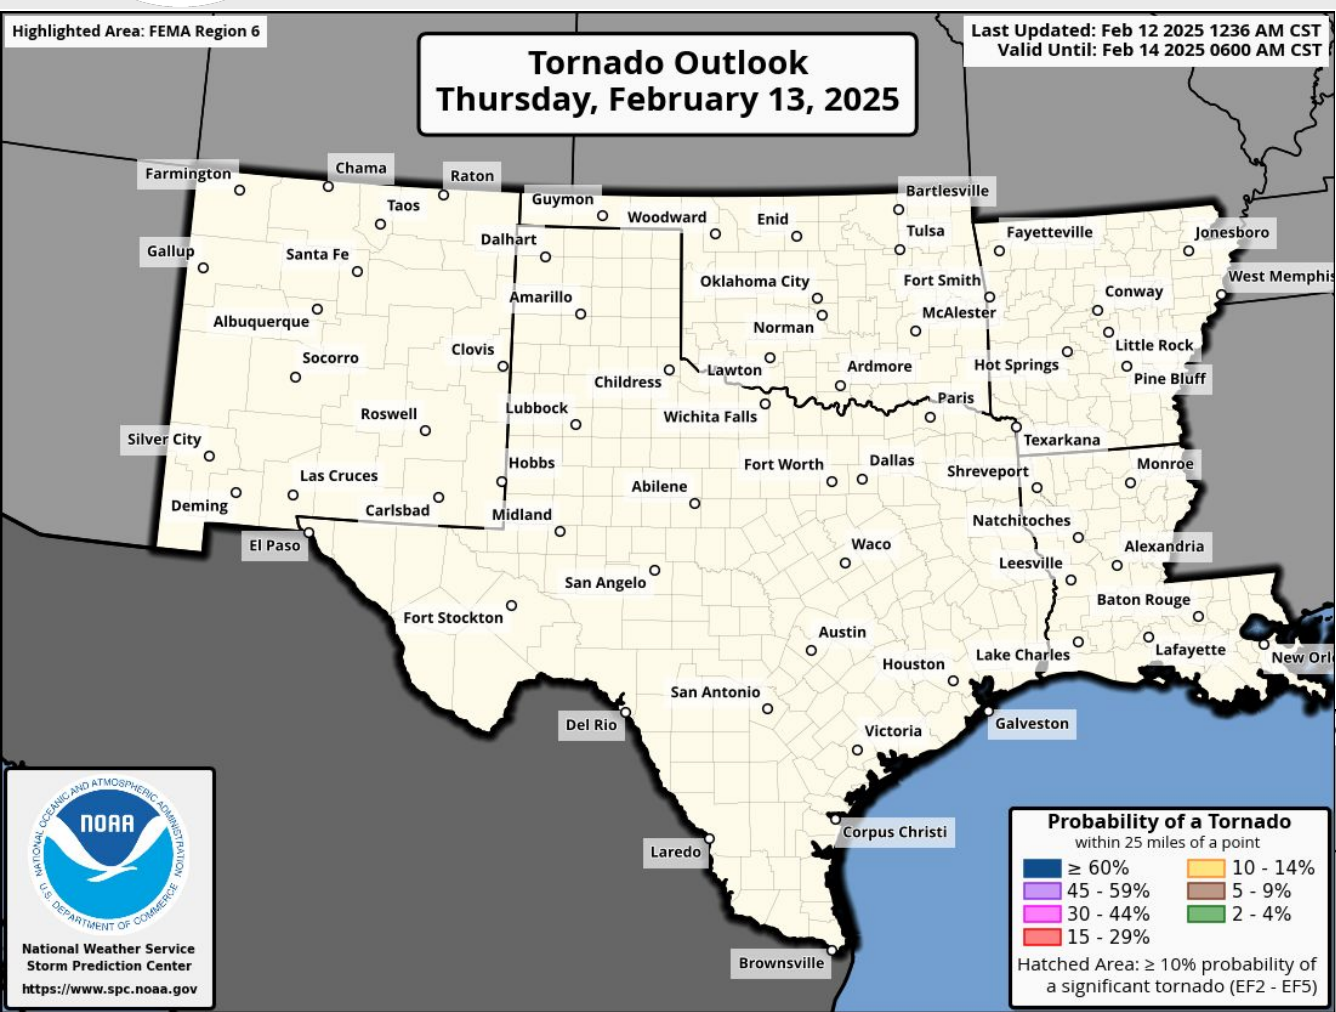 Highlighted Area: FEMA Region 6
Last Updated: Feb 12 2025 1236 AM CST
Valid Until: Feb 14 2025 0600 AM CST
Tornado Outlook
Thursday, February 13, 2025
Farmington
Chama
Raton
Taos
Guymon
Woodward
Enid
Bartlesville
Tulsa
Fayetteville
Jonesboro
Gallup
Santa Fe
Dalhart
Oklahoma City
Fort Smith
Conway
West Memphis
Albuquerque
Amarillo
Norman
McAlester
Little Rock
Socorro
Clovis
Childress
Lawton
Ardmore
Hot Springs
Pine Bluff
Roswell
Lubbock
Wichita Falls
Paris
Silver City
Texarkana
Las Cruces
Hobbs
Abilene
Fort Worth
Dallas
Shreveport
Monroe
Deming
Carlsbad
Midland
Natchitoches
El Paso
San Angelo
Waco
Leesville
Alexandria
Fort Stockton
Baton Rouge
Austin
Houston
Lake Charles
Lafayette
New Orl
San Antonio
Del Rio
Victoria
Galveston
Corpus Christi
Laredo
Brownsville
NATIONAL OCEANIC AND ATMOSPHERIC ADMINISTRATION
NOAA
U.S. DEPARTMENT OF COMMERCE
National Weather Service
Storm Prediction Center
https://www.spc.noaa.gov
Probability of a Tornado
within 25 miles of a point
≥ 60% 10 - 14%
45 - 59% 5 - 9%
30 - 44% 2 - 4%
15 - 29%
Hatched Area: ≥ 10% probability of
a significant tornado (EF2 - EF5)